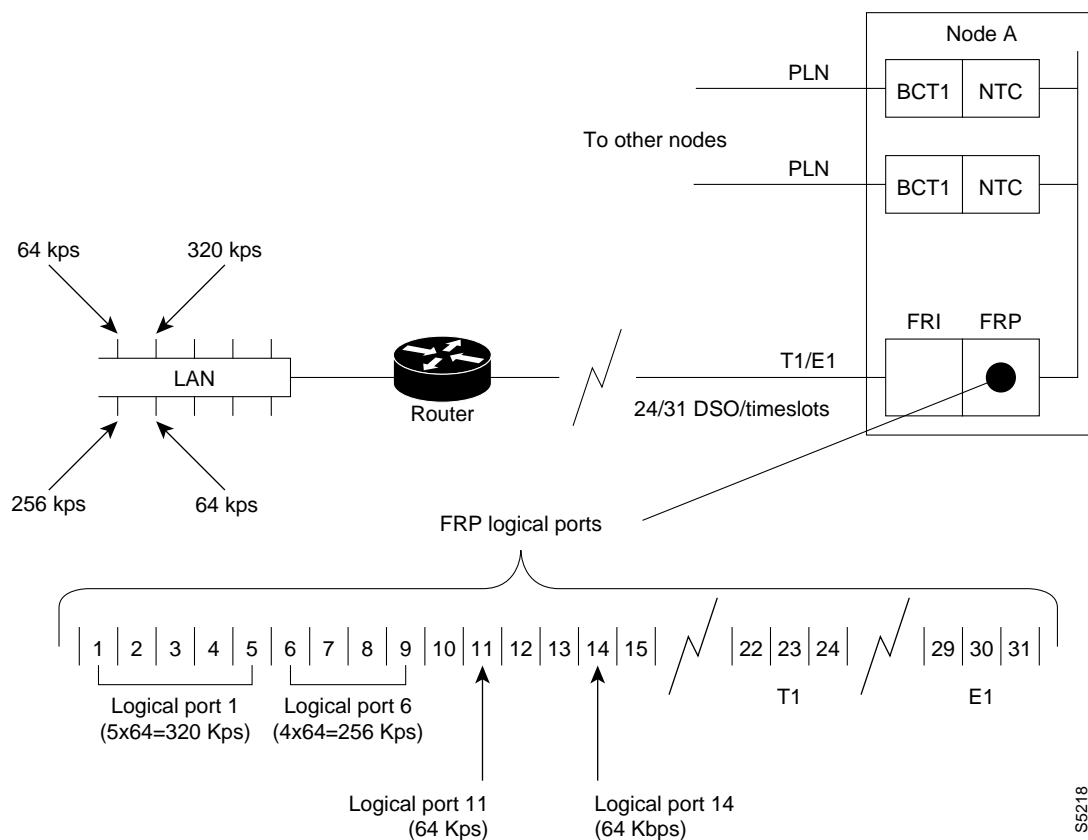 Node A
PLN
BCT1 NTC
To other nodes
PLN
BCT1 NTC
64 kps 320 kps
FRI FRP
LAN
T1/E1
Router
24/31 DSO/timeslots
256 kps 64 kps
FRP logical ports
1 2 3 4 5 6 7 8 9 10 11 12 13 14 15 22 23 24 29 30 31
T1 E1
Logical port 1
(5x64=320 Kps)
Logical port 6
(4x64=256 Kps)
Logical port 11
(64 Kps)
Logical port 14
(64 Kbps)
S5218